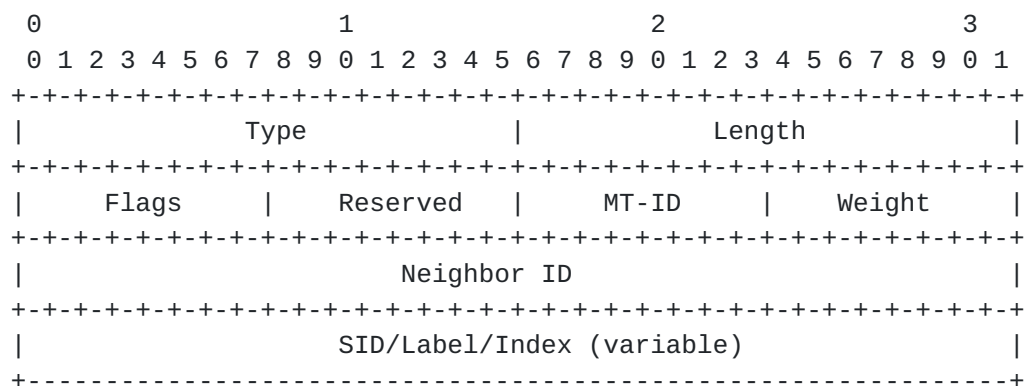 0                   1                   2                   3
 0 1 2 3 4 5 6 7 8 9 0 1 2 3 4 5 6 7 8 9 0 1 2 3 4 5 6 7 8 9 0 1
+-+-+-+-+-+-+-+-+-+-+-+-+-+-+-+-+-+-+-+-+-+-+-+-+-+-+-+-+-+-+-+-+
|              Type             |            Length             |
+-+-+-+-+-+-+-+-+-+-+-+-+-+-+-+-+-+-+-+-+-+-+-+-+-+-+-+-+-+-+-+-+
|     Flags     |    Reserved   |     MT-ID     |    Weight     |
+-+-+-+-+-+-+-+-+-+-+-+-+-+-+-+-+-+-+-+-+-+-+-+-+-+-+-+-+-+-+-+-+
|                        Neighbor ID                            |
+-+-+-+-+-+-+-+-+-+-+-+-+-+-+-+-+-+-+-+-+-+-+-+-+-+-+-+-+-+-+-+-+
|                    SID/Label/Index (variable)                 |
+---------------------------------------------------------------+